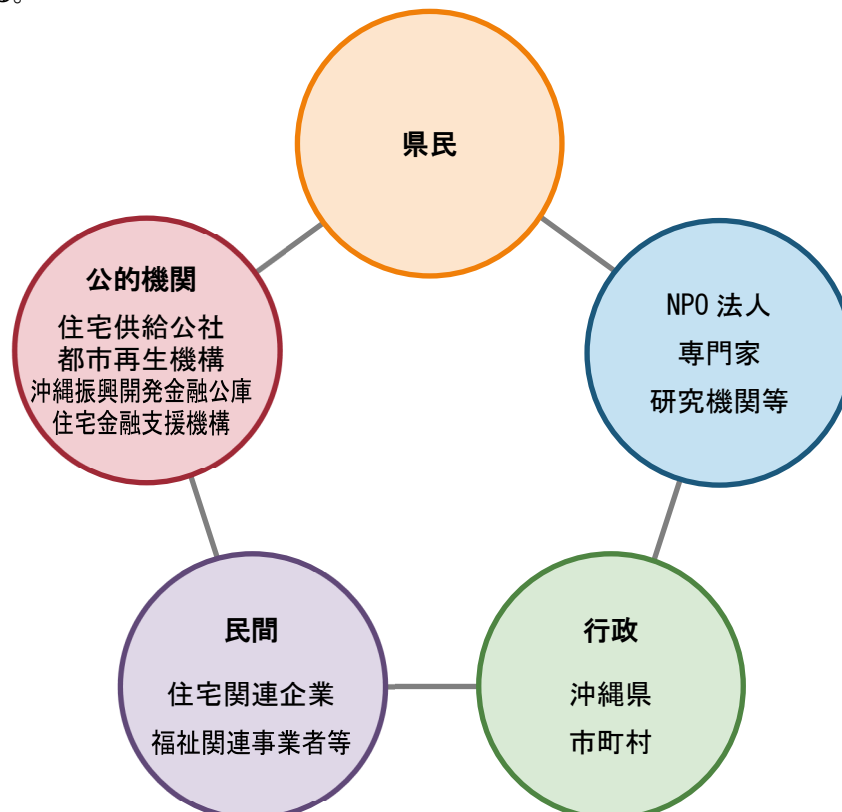 る。
県民
公的機関
住宅供給公社
都市再生機構
沖縄振興開発金融公庫
住宅金融支援機構
NPO 法人
専門家
研究機関等
民間
住宅関連企業
福祉関連事業者等
行政
沖縄県
市町村